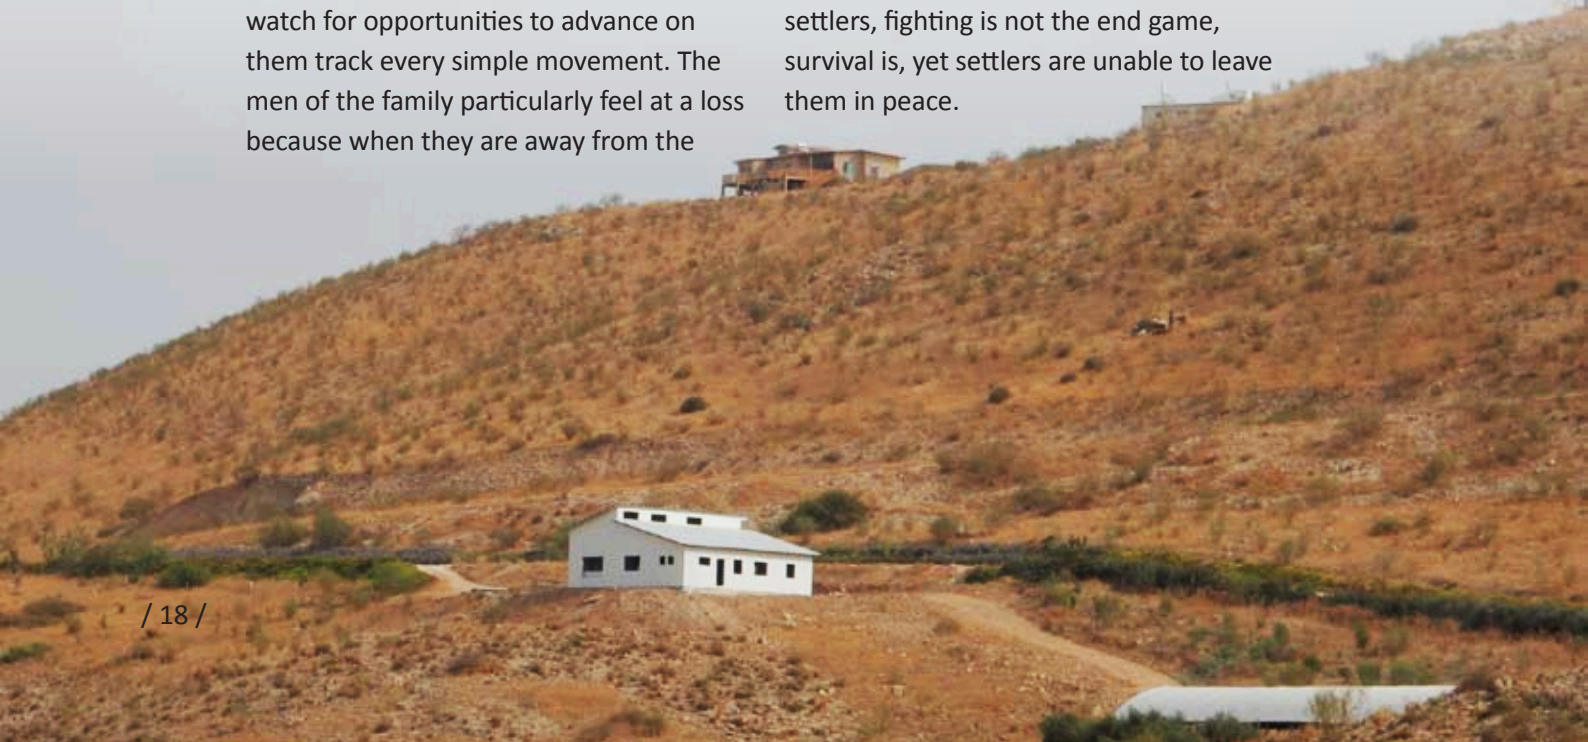 watch for opportunities to advance on
them track every simple movement. The
men of the family particularly feel at a loss
because when they are away from the
settlers, fighting is not the end game,
survival is, yet settlers are unable to leave
them in peace.
/ 18 /